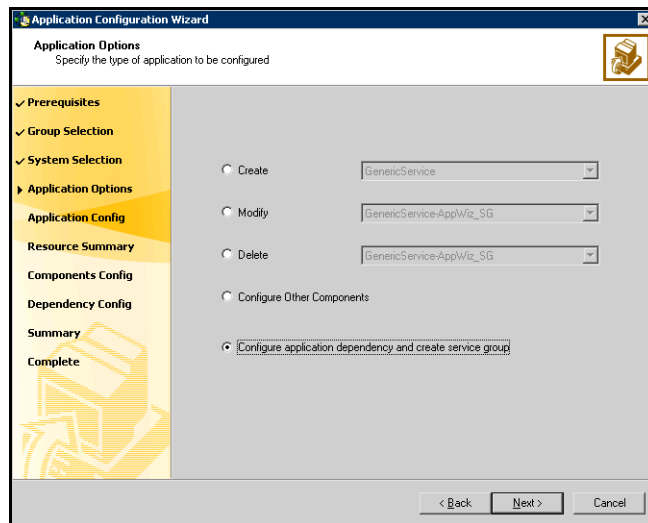 Application Configuration Wizard
Application Options
Specify the type of application to be configured
Prerequisites
Group Selection
System Selection
Application Options
Application Config
Resource Summary
Components Config
Dependency Config
Summary
Complete
Create GenericService
Modify GenericService-AppWiz_SG
Delete GenericService-AppWiz_SG
Configure Other Components
Configure application dependency and create service group
< Back Next > Cancel